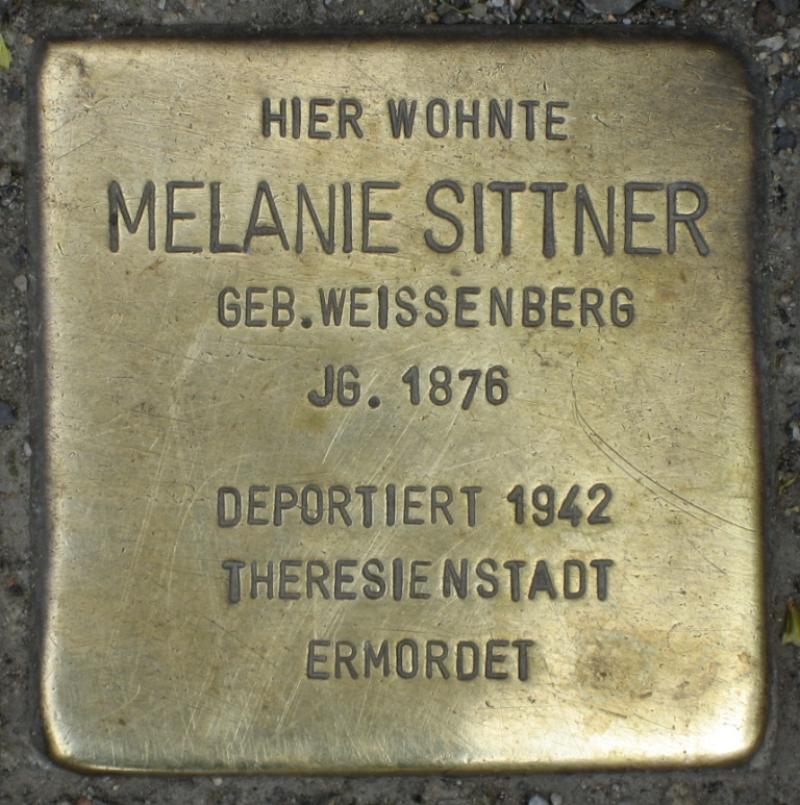 HIER WOHNTE
MELANIE SITTNER
GEB. WEISSENBERG
JG. 1876
DEPORTIERT 1942
THERESIENSTADT
ERMORDET